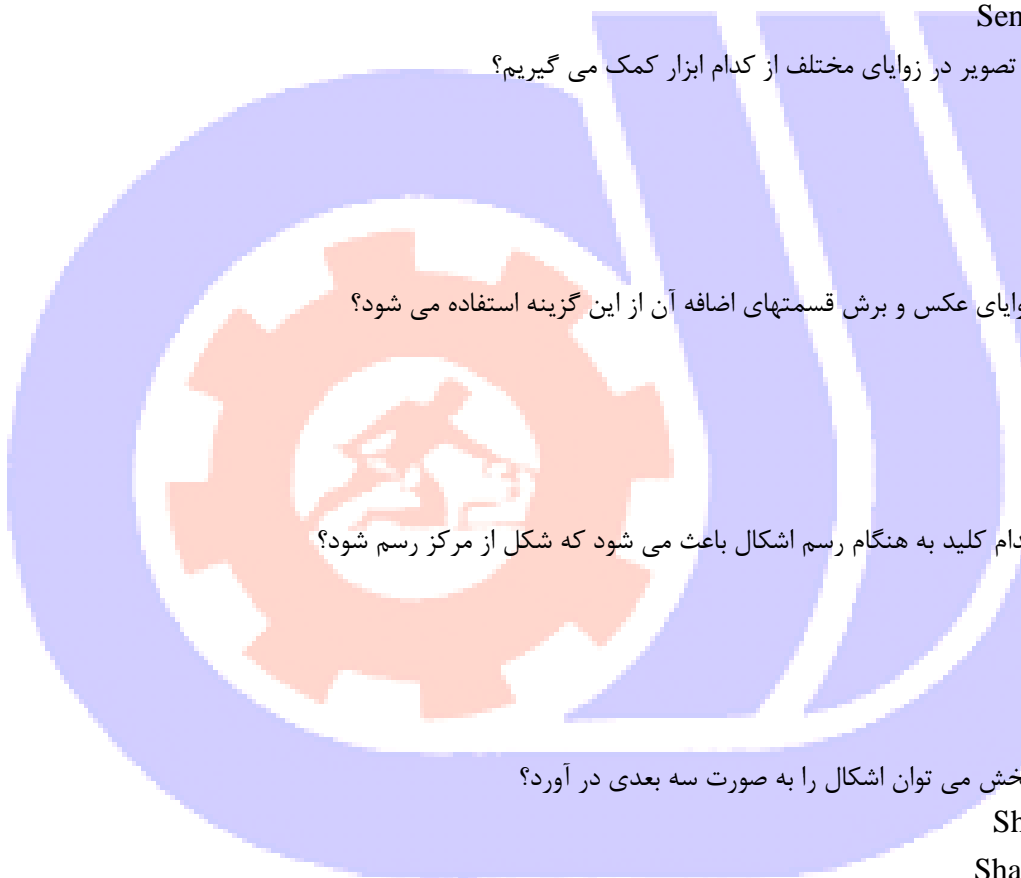 Sen
تصویر در زوایای مختلف از کدام ابزار کمک می گیریم؟
وایای عکس و برش قسمتهای اضافه آن از این گزینه استفاده می شود؟
دام کلید به هنگام رسم اشکال باعث می شود که شکل از مرکز رسم شود؟
خش می توان اشکال را به صورت سه بعدی در آورد؟
Sh
Sha